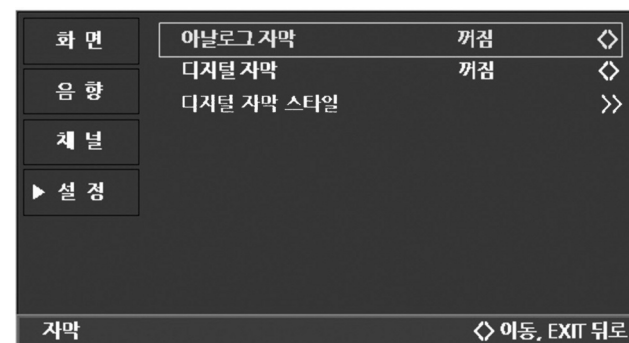 화 면
음 향
채 널
▶ 설 정
아날로그 자막 꺼짐 <>
디지털 자막 꺼짐 <>
디지털 자막 스타일 >>
자막 <> 이동, EXIT 뒤로